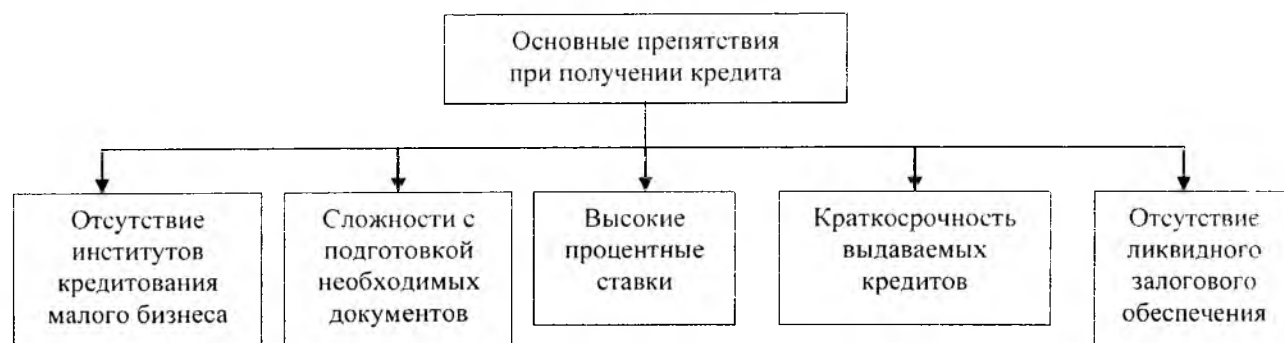 Основные препятствия
при получении кредита
Отсутствие
институтов
кредитования
малого бизнеса
Сложности с
подготовкой
необходимых
документов
Высокие
процентные
ставки
Краткосрочность
выдаваемых
кредитов
Отсутствие
ликвидного
залогового
обеспечения